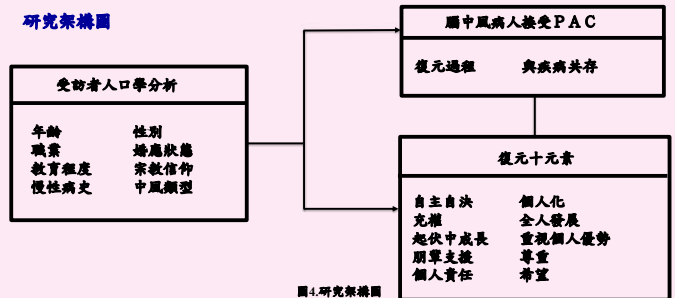 研究架構圖
受訪者人口學分析
年齡 性別
職業 婚應狀態
教育程度 宗教信仰
慢性病史 中風類型
腦中風病人接受PAC
復元過程 與疾病共存
復元十元素
自主自決 個人化
充權 全人發展
起伏中成長 重視個人優勢
朋輩支援 尊重
個人責任 希望
圖4.研究架構圖